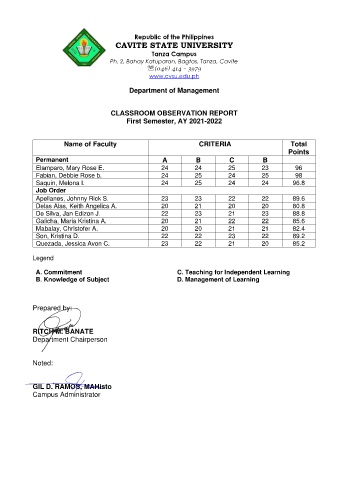 Republic of the Philippines
CAVITE STATE UNIVERSITY
Tanza Campus
Ph. 2, Bahay Katuparan, Bagtas, Tanza, Cavite
☏(046) 414 – 3979
www.cvsu.edu.ph
Department of Management
CLASSROOM OBSERVATION REPORT
First Semester, AY 2021-2022
Name of Faculty CRITERIA Total Points
Permanent A B C B
Elamparo, Mary Rose E. 24 24 25 23 96
Fabian, Debbie Rose b. 24 25 24 25 98
Saquin, Melona I. 24 25 24 24 96.8
Job Order
Apellanes, Johnny Rick S. 23 23 22 22 89.6
Delas Alas, Keith Angelica A. 20 21 20 20 80.8
De Silva, Jan Edizon J. 22 23 21 23 88.8
Galicha, Maria Kristina A. 20 21 22 22 85.6
Mabalay, Christofer A. 20 20 21 21 82.4
Son, Kristina D. 22 22 23 22 89.2
Quezada, Jessica Avon C. 23 22 21 20 85.2
Legend
A. Commitment C. Teaching for Independent Learning
B. Knowledge of Subject D. Management of Learning
Prepared by:
RITCH M. BANATE
Department Chairperson
Noted:
GIL D. RAMOS, MAHisto
Campus Administrator